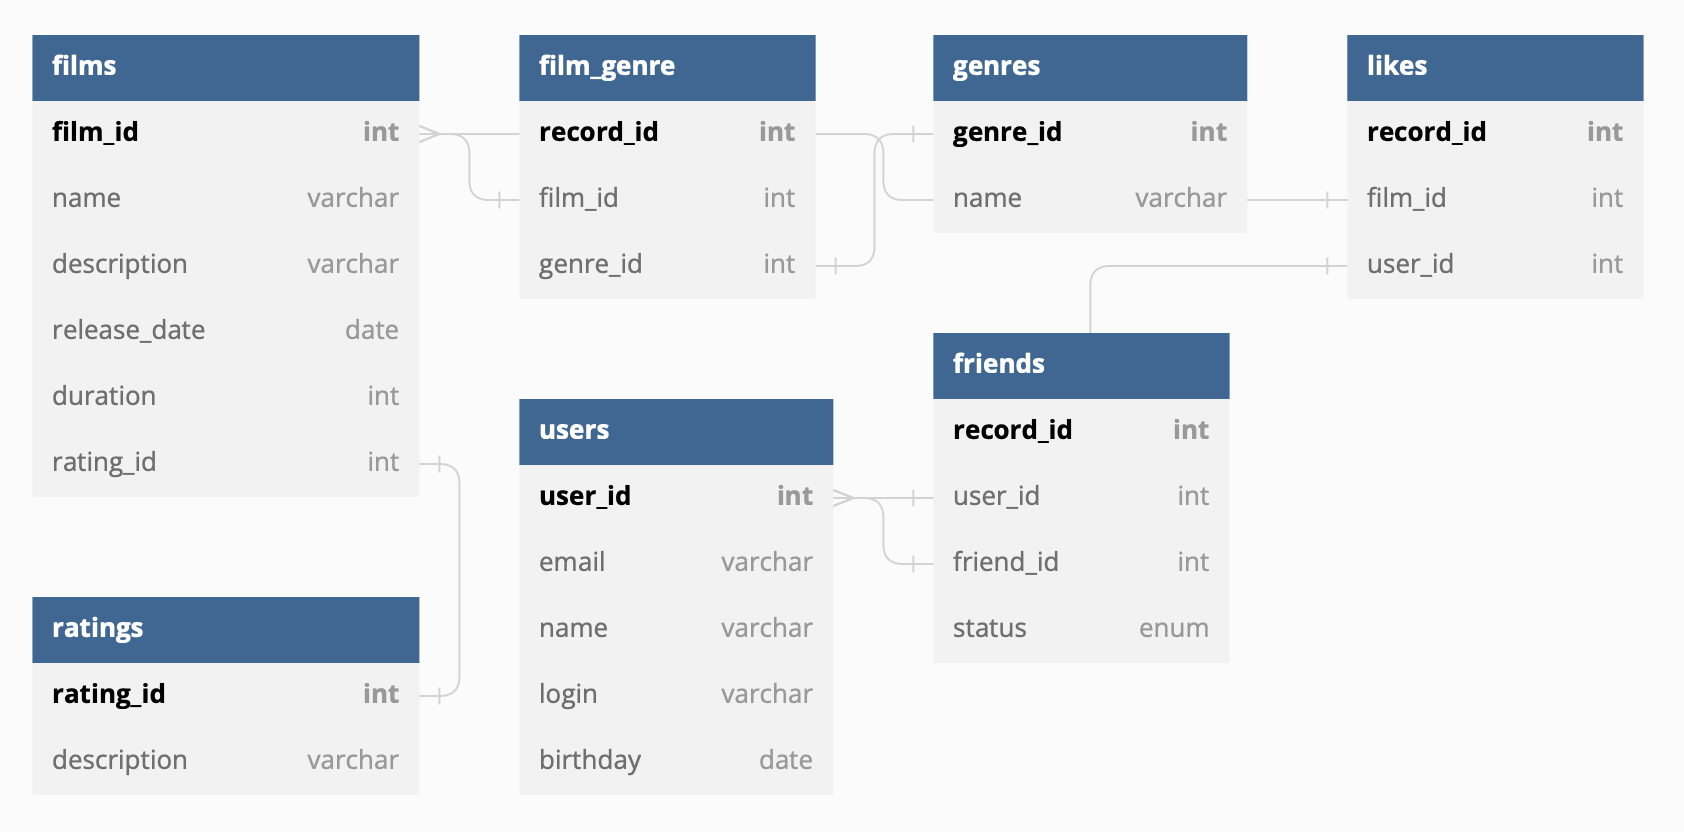 films
film_id int
name varchar
description varchar
release_date date
duration int
rating_id int
film_genre
record_id int
film_id int
genre_id int
genres
genre_id int
name varchar
likes
record_id int
film_id int
user_id int
friends
record_id int
user_id int
friend_id int
status enum
users
user_id int
email varchar
name varchar
login varchar
birthday date
ratings
rating_id int
description varchar